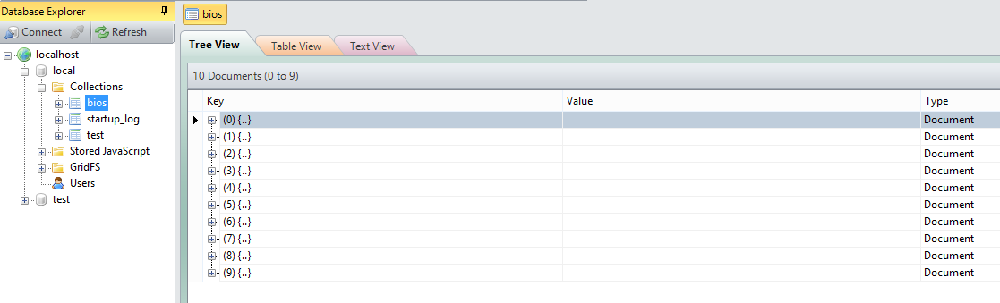 Database Explorer
Connect Refresh
localhost
local
Collections
bios
startup_log
test
Stored JavaScript
GridFS
Users
test
bios
Tree View Table View Text View
10 Documents (0 to 9)
Key Value Type
(0) {..} Document
(1) {..} Document
(2) {..} Document
(3) {..} Document
(4) {..} Document
(5) {..} Document
(6) {..} Document
(7) {..} Document
(8) {..} Document
(9) {..} Document